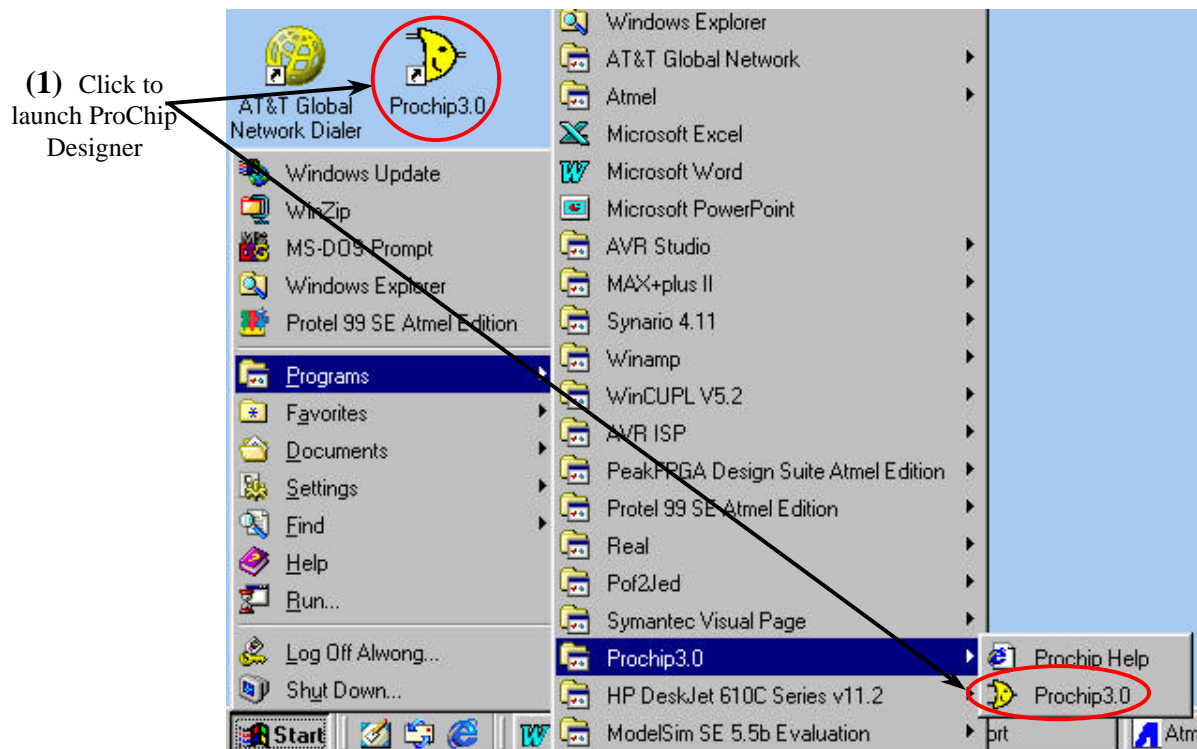 (1) Click to
launch ProChip
Designer
AT&T Global
Network Dialer
Prochip3.0
Windows Update
WinZip
MS-DOS Prompt
Windows Explorer
Protel 99 SE Atmel Edition
Programs
Favorites
Documents
Settings
Find
Help
Run...
Log Off Alwong...
Shut Down...
Start
Windows Explorer
AT&T Global Network
Atmel
Microsoft Excel
Microsoft Word
Microsoft PowerPoint
AVR Studio
MAX+plus II
Synario 4.11
Winamp
WinCUPL V5.2
AVR ISP
PeakFPGA Design Suite Atmel Edition
Protel 99 SE Atmel Edition
Real
Pof2Jed
Symantec Visual Page
Prochip3.0
HP DeskJet 610C Series v11.2
ModelSim SE 5.5b Evaluation
Prochip Help
Prochip3.0
ort
Atm